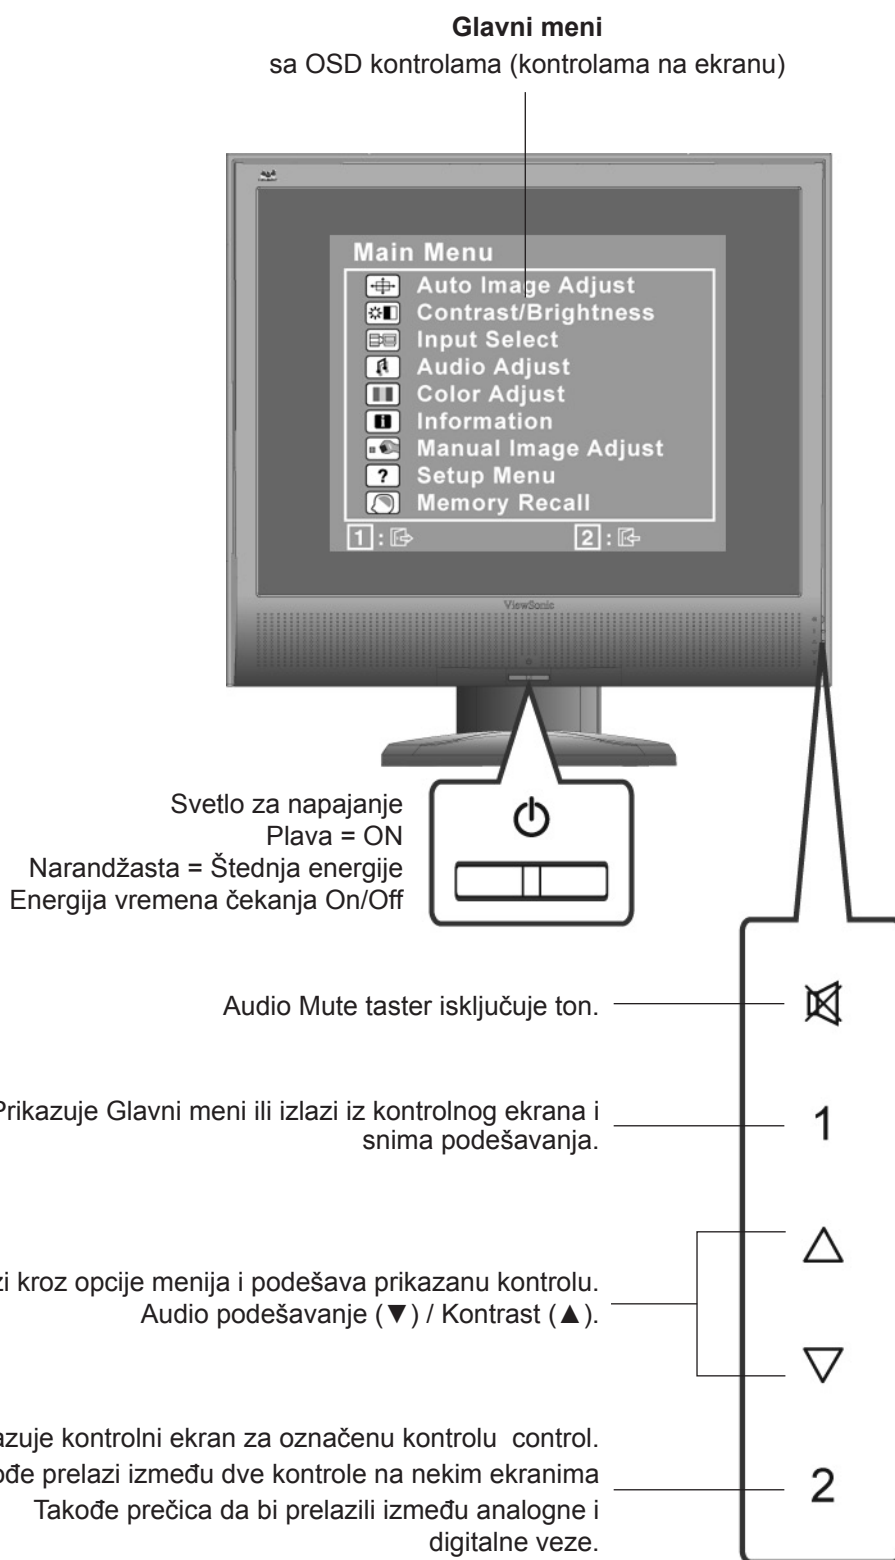 Glavni meni
sa OSD kontrolama (kontrolama na ekranu)
Main Menu
Auto Image Adjust
Contrast/Brightness
Input Select
Audio Adjust
Color Adjust
Information
Manual Image Adjust
? Setup Menu
Memory Recall
1 : 2 :
ViewSonic
Svetlo za napajanje
Plava = ON
Narandžasta = Štednja energije
Energija vremena čekanja On/Off
Audio Mute taster isključuje ton.
Prikazuje Glavni meni ili izlazi iz kontrolnog ekrana i
snima podešavanja.
1
kroz opcije menija i podešava prikazanu kontrolu.
Audio podešavanje (▼) / Kontrast (▲).
kontrolni ekran za označenu kontrolu control.
prelazi između dve kontrole na nekim ekranima
Takođe prečica da bi prelazili između analogne i
digitalne veze.
2